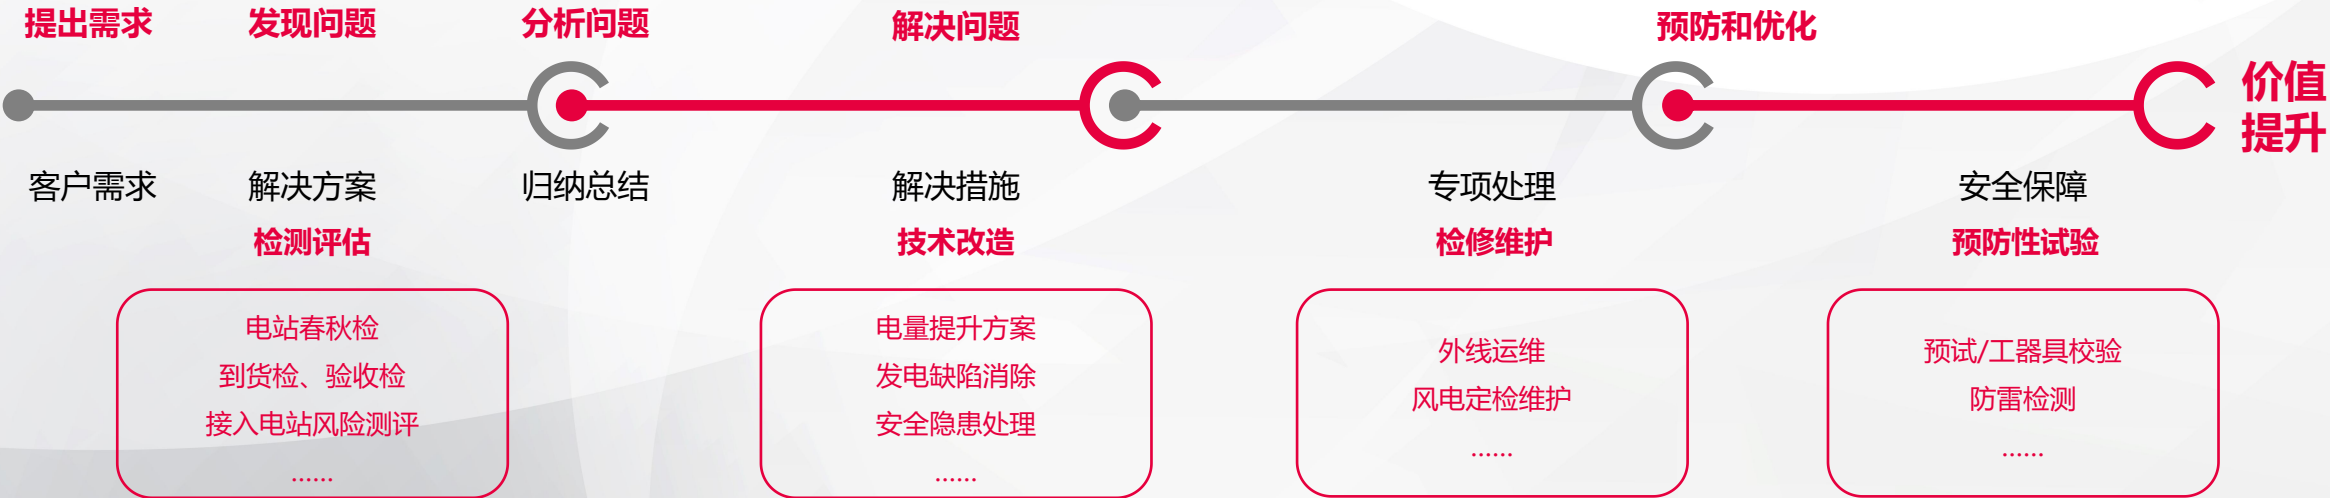 提出需求
发现问题
分析问题
解决问题
预防和优化
价值
提升
客户需求
解决方案
归纳总结
解决措施
专项处理
安全保障
检测评估
技术改造
检修维护
预防性试验
电站春秋检
到货检、验收检
接入电站风险测评
......
电量提升方案
发电缺陷消除
安全隐患处理
......
外线运维
风电定检维护
......
预试/工器具校验
防雷检测
......